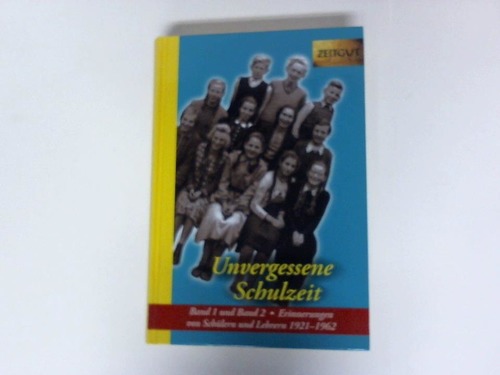 ZEITGUT
Unvergessene
Schulzeit
Band 1 und Band 2 • Erinnerungen
von Schülern und Lehrern 1921–1962